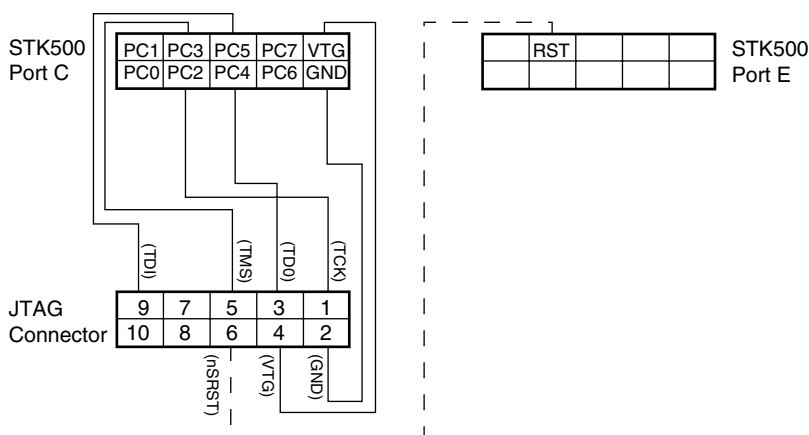 STK500
Port C
PC1 PC3 PC5 PC7 VTG
PC0 PC2 PC4 PC6 GND
RST
STK500
Port E
(TDI)
(TMS)
(TD0)
(TCK)
JTAG
Connector
9 7 5 3 1
10 8 6 4 2
(nSRST)
(VTG)
(GND)